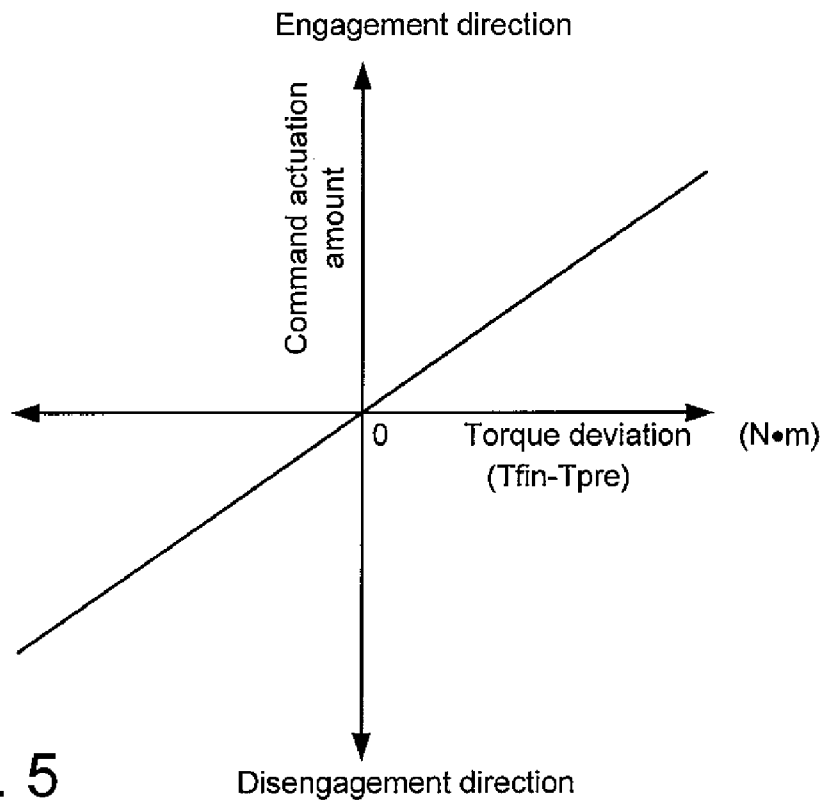 Engagement direction
Command actuation
amount
0
Torque deviation (N•m)
(Tfin-Tpre)
. 5
Disengagement direction